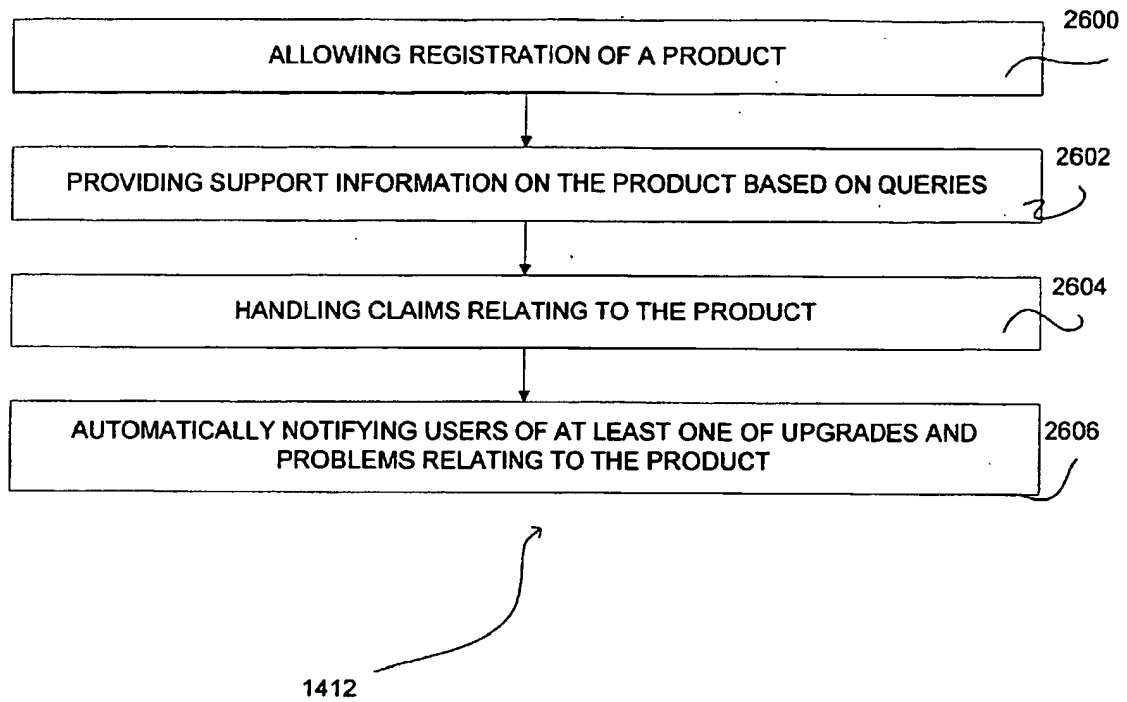 2600
ALLOWING REGISTRATION OF A PRODUCT
2602
PROVIDING SUPPORT INFORMATION ON THE PRODUCT BASED ON QUERIES
2604
HANDLING CLAIMS RELATING TO THE PRODUCT
2606
AUTOMATICALLY NOTIFYING USERS OF AT LEAST ONE OF UPGRADES AND
PROBLEMS RELATING TO THE PRODUCT
1412